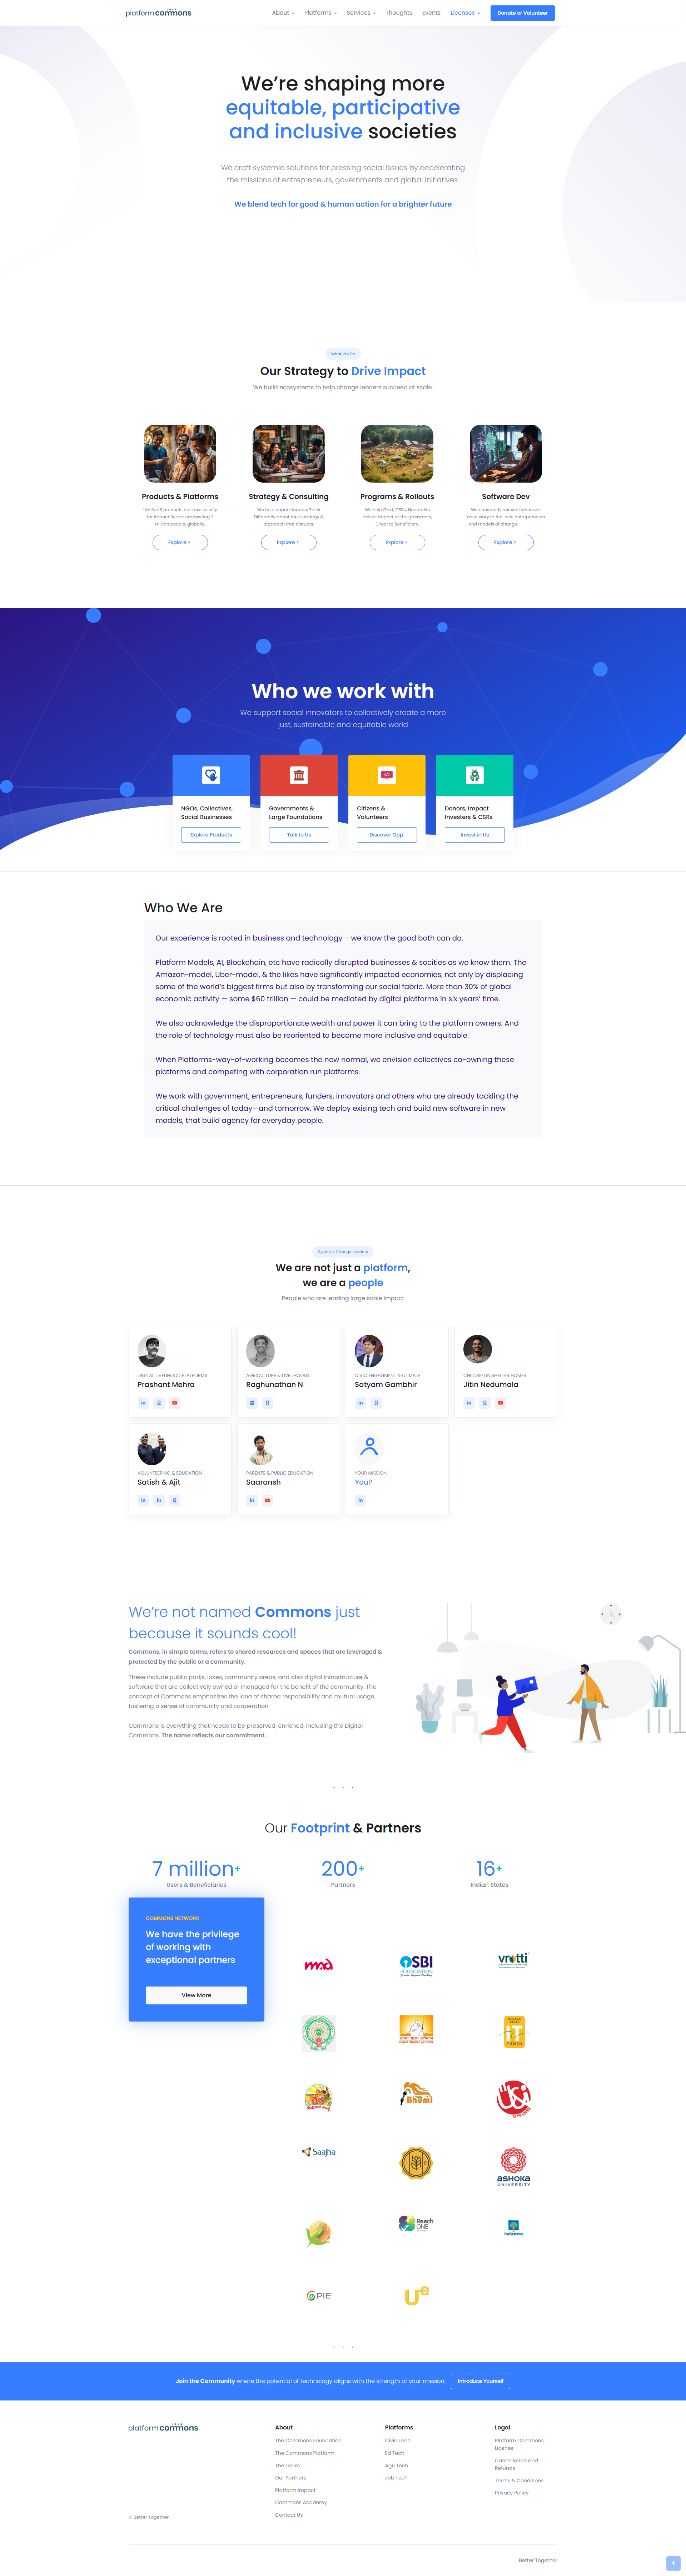 platform commons
About
Platforms
Services
Thoughts
Events
Licenses
Donate or Volunteer
We're shaping more
equitable, participative
and inclusive societies
We craft systemic solutions for pressing social issues by accelerating
the missions of entrepreneurs, governments and global initiatives.
We blend tech for good & human action for a brighter future
What We Do
Our Strategy to Drive Impact
We build ecosystems to help change leaders succeed at scale.
Products & Platforms
15+ SaaS products built exclusively
for Impact Sector empowering 7
million people, globally.
Explore >
Strategy & Consulting
We help impact leaders Think
Differently about their strategy &
approach that disrupts.
Explore >
Programs & Rollouts
We help Govt, CSRs, Nonprofits
deliver impact at the grassroots,
Direct to Beneficiary.
Explore >
Software Dev
We constantly reinvent wherever
necessary to fuel new entrepreneurs
and models of change.
Explore >
Who we work with
We support social innovators to collectively create a more
just, sustainable and equitable world
NGOs, Collectives,
Social Businesses
Explore Products
Governments &
Large Foundations
Talk to Us
Citizens &
Volunteers
Discover Opp.
Donors, Impact
Investers & CSRs
Invest in Us
Who We Are
Our experience is rooted in business and technology – we know the good both can do.
Platform Models, AI, Blockchain, etc have radically disrupted businesses & socities as we know them. The
Amazon-model, Uber-model, & the likes have significantly impacted economies, not only by displacing
some of the world's biggest firms but also by transforming our social fabric. More than 30% of global
economic activity — some $60 trillion — could be mediated by digital platforms in six years' time.
We also acknowledge the disproportionate wealth and power it can bring to the platform owners. And
the role of technology must also be reoriented to become more inclusive and equitable.
When Platforms-way-of-working becomes the new normal, we envision collectives co-owning these
platforms and competing with corporation run platforms.
We work with government, entrepreneurs, funders, innovators and others who are already tackling the
critical challenges of today—and tomorrow. We deploy exising tech and build new software in new
models, that build agency for everyday people.
Systems Change Leaders
We are not just a platform,
we are a people
People who are leading large scale impact
DIGITAL LIVELIHOOD PLATFORMS
Prashant Mehra
AGRICULTURE & LIVELIHOODS
Raghunathan N
CIVIC ENGAGMENT & CLIMATE
Satyam Gambhir
CHILDREN IN SHELTER HOMES
Jitin Nedumala
VOLUNTEERING & EDUCATION
Satish & Ajit
PARENTS & PUBLIC EDUCATION
Saaransh
YOUR MISSION
You?
We're not named Commons just
because it sounds cool!
Commons, in simple terms, refers to shared resources and spaces that are leveraged &
protected by the public or a community.
These include public parks, lakes, community areas, and also digital infrastructure &
software that are collectively owned or managed for the benefit of the community. The
concept of Commons emphasizes the idea of shared responsibility and mutual usage,
fostering a sense of community and cooperation.
Commons is everything that needs to be preserved, enriched, including the Digital
Commons. The name reflects our commitment.
Our Footprint & Partners
7 million+
Users & Beneficiaries
200+
Partners
16+
Indian States
COMMONS NETWORK
We have the privilege
of working with
exceptional partners
View More
mad
SBI
FOUNDATION
vrutti
IT
Bhumi
Saajha
ASHOKA
UNIVERSITY
Reach
ONE
PIE
Ue
Join the Community where the potential of technology aligns with the strength of your mission.
Introduce Yourself
platform commons
© Better Together
About
The Commons Foundation
The Commons Platform
The Team
Our Partners
Platform Impact
Commons Academy
Contact Us
Platforms
Civic Tech
Ed Tech
Agri Tech
Job Tech
Legal
Platform Commons
License
Cancellation and
Refunds
Terms & Conditions
Privacy Policy
Better Together